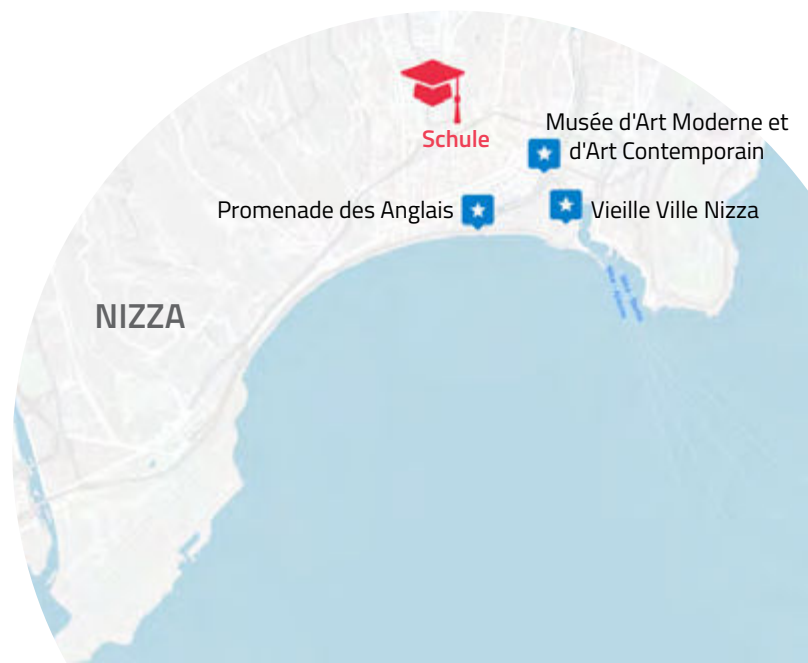 Schule
Musée d'Art Moderne et
d'Art Contemporain
Promenade des Anglais
Vieille Ville Nizza
NIZZA